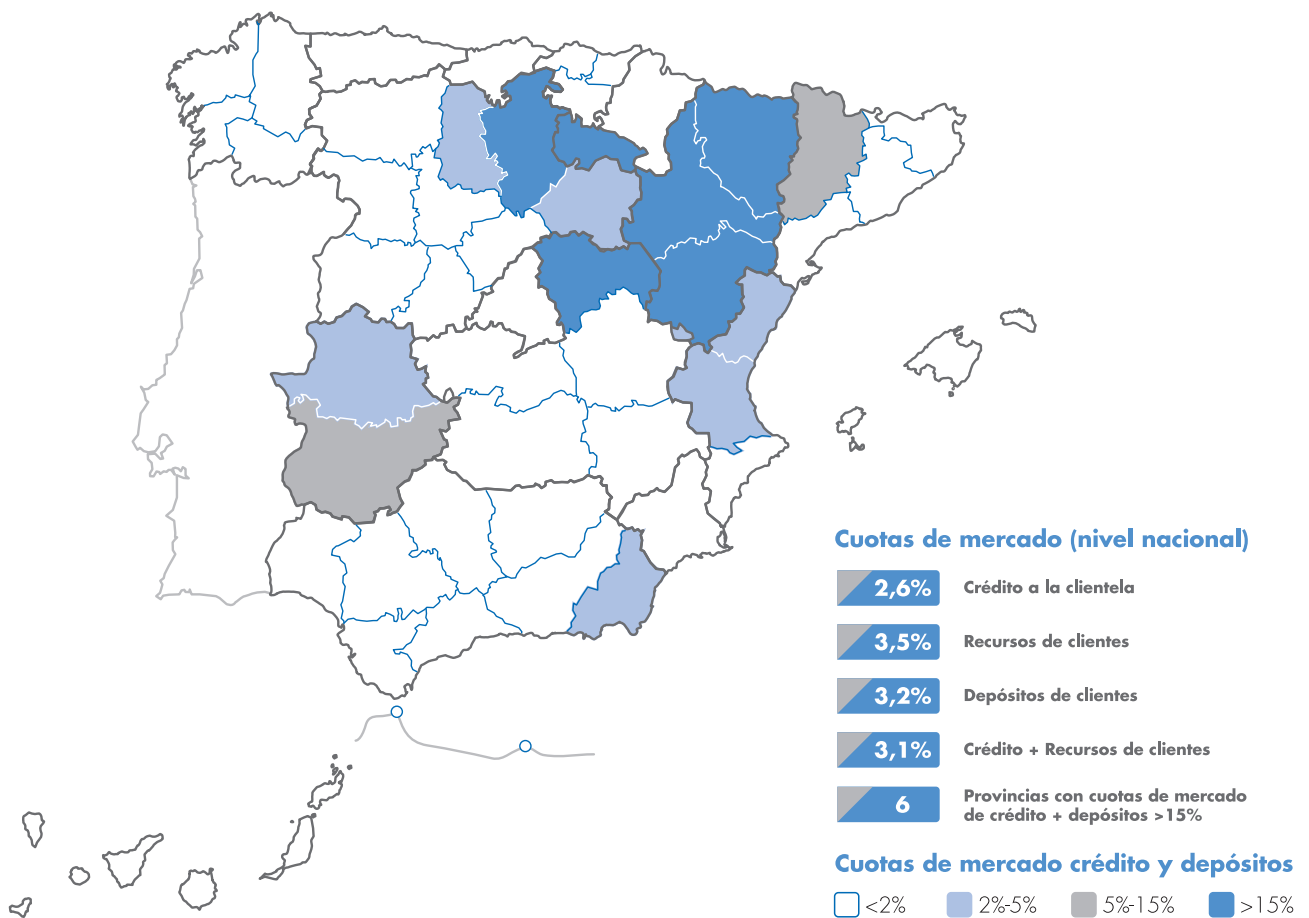 Cuotas de mercado (nivel nacional)
2,6% Crédito a la clientela
3,5% Recursos de clientes
3,2% Depósitos de clientes
3,1% Crédito + Recursos de clientes
6 Provincias con cuotas de mercado
de crédito + depósitos >15%
Cuotas de mercado crédito y depósitos
<2% 2%-5% 5%-15% >15%